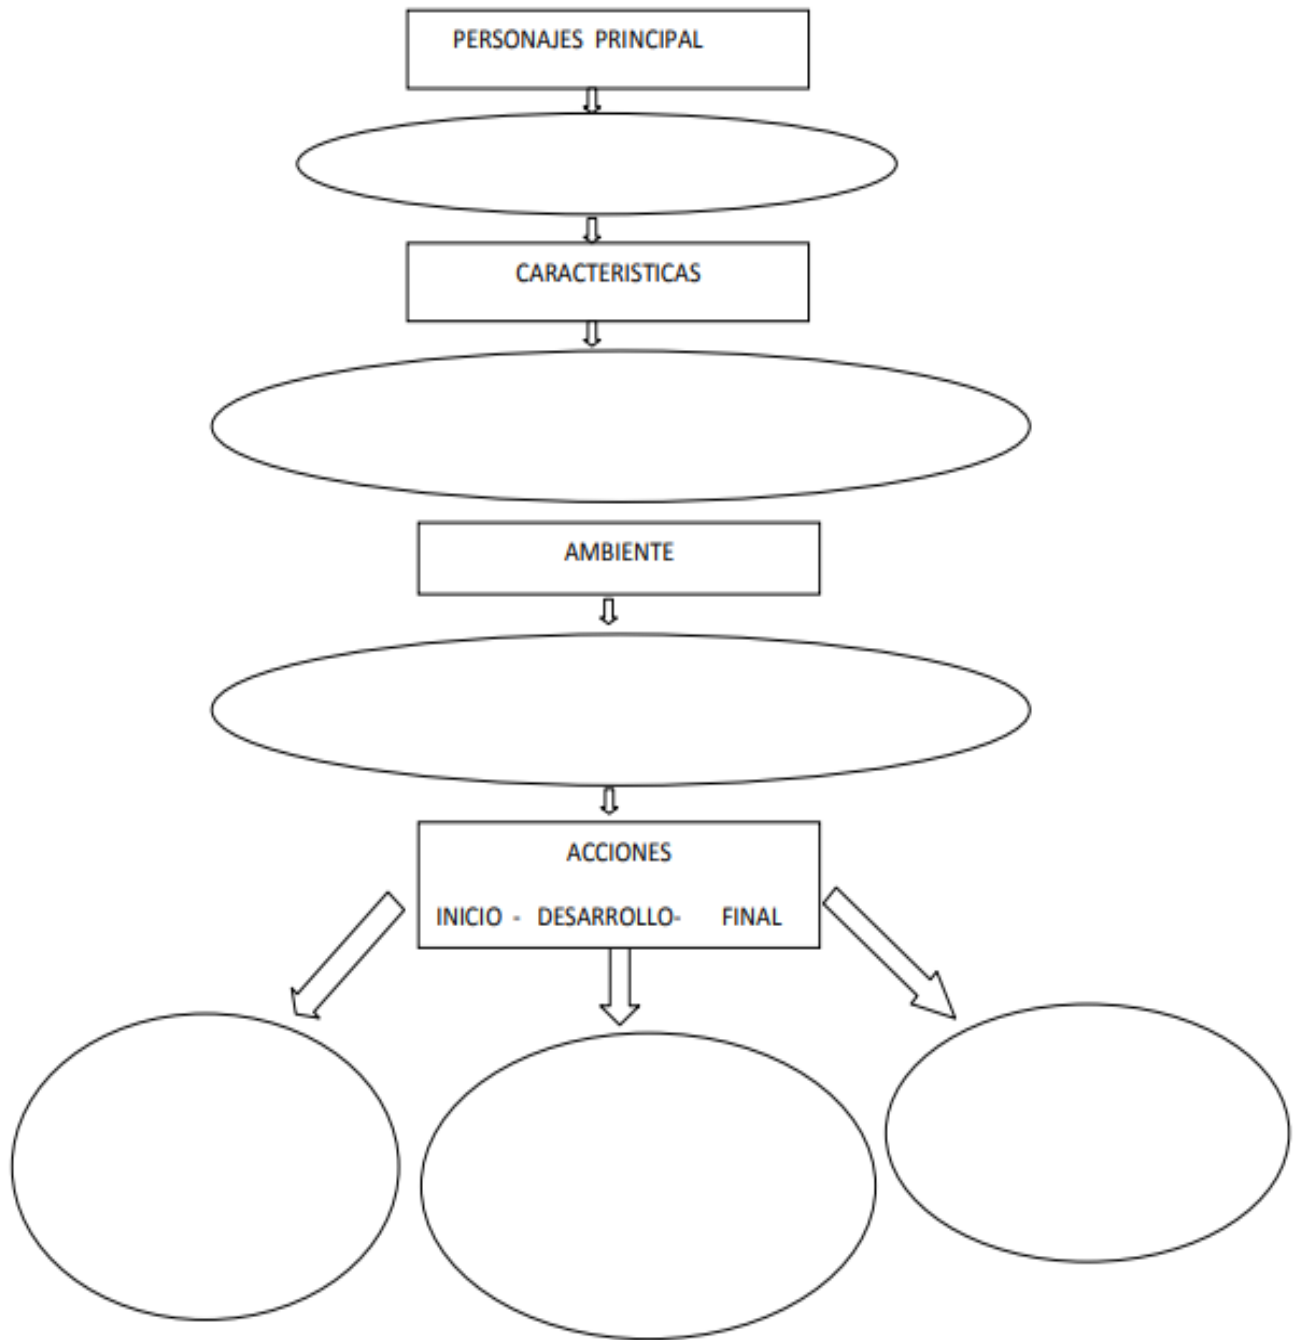 PERSONAJES PRINCIPAL
CARACTERISTICAS
AMBIENTE
ACCIONES
INICIO - DESARROLLO- FINAL